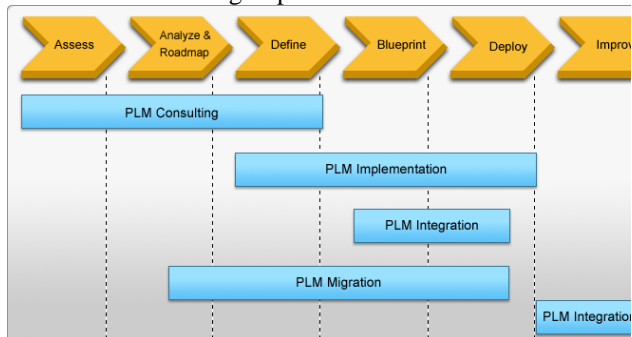 Assess
Analyze &
Roadmap
Define
Blueprint
Deploy
Improv
PLM Consulting
PLM Implementation
PLM Integration
PLM Migration
PLM Integration